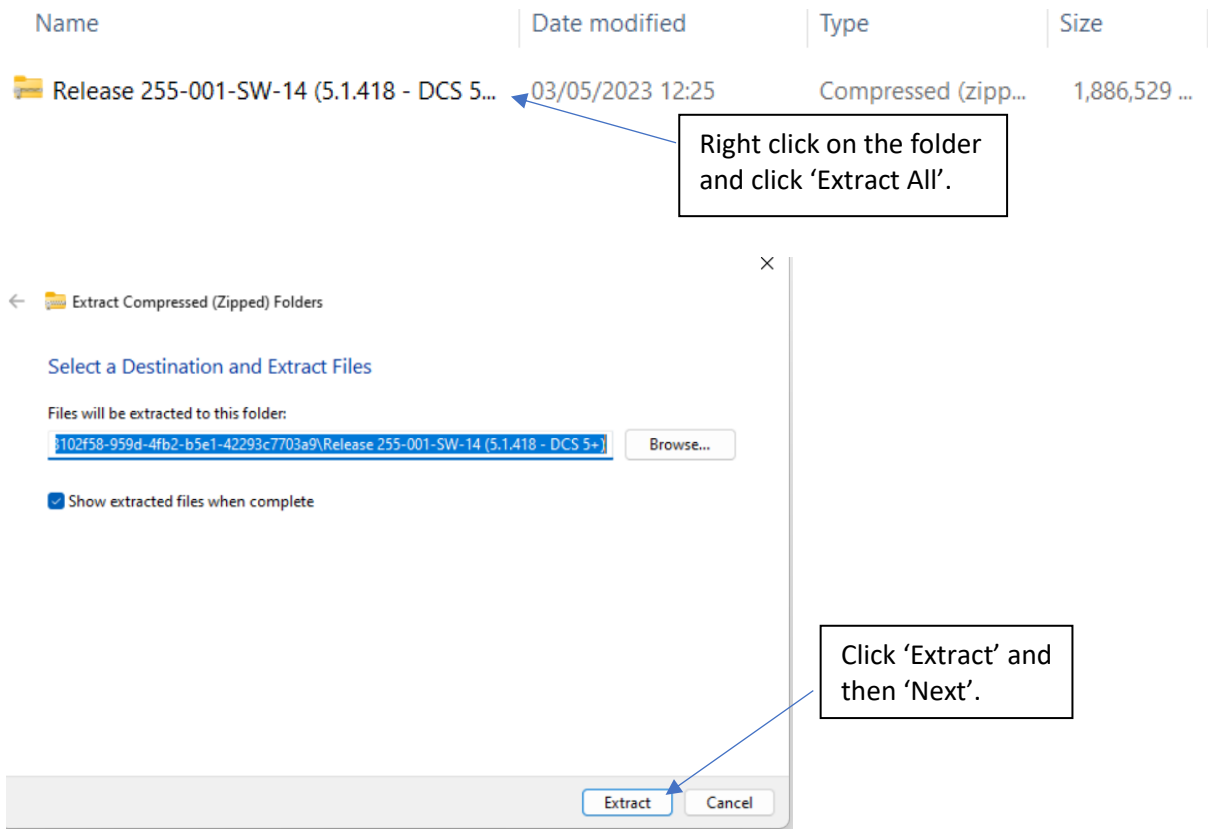 Name Date modified Type Size
Release 255-001-SW-14 (5.1.418 - DCS 5... 03/05/2023 12:25 Compressed (zipp... 1,886,529 ...
Right click on the folder
and click ‘Extract All’.
Extract Compressed (Zipped) Folders
Select a Destination and Extract Files
Files will be extracted to this folder:
3102f58-959d-4fb2-b5e1-42293c7703a9\Release 255-001-SW-14 (5.1.418 - DCS 5+) Browse...
Show extracted files when complete
Click ‘Extract’ and
then ‘Next’.
Extract Cancel